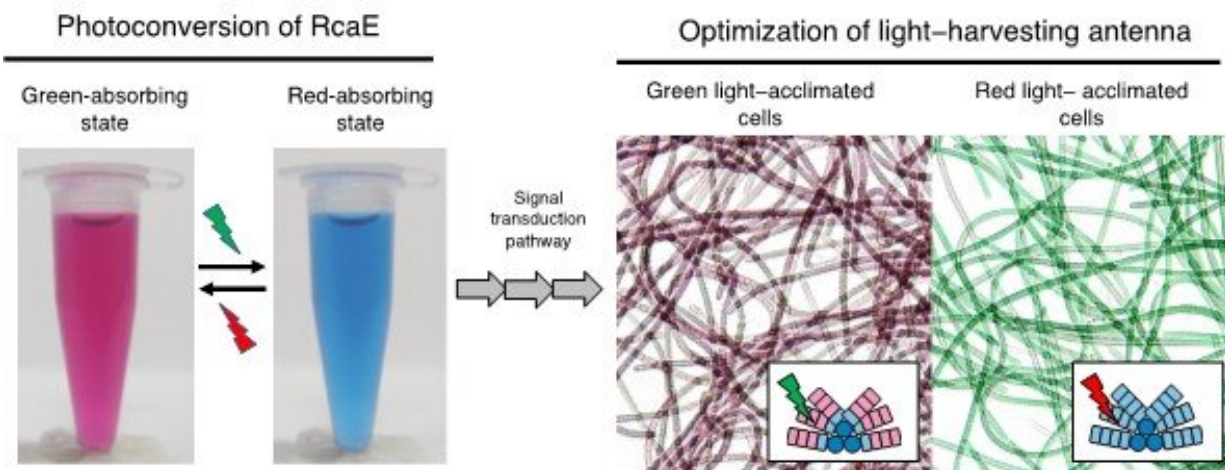 Photoconversion of RcaE
Green-absorbing
state
Red-absorbing
state
Signal
transduction
pathway
Optimization of light-harvesting antenna
Green light-acclimated
cells
Red light- acclimated
cells